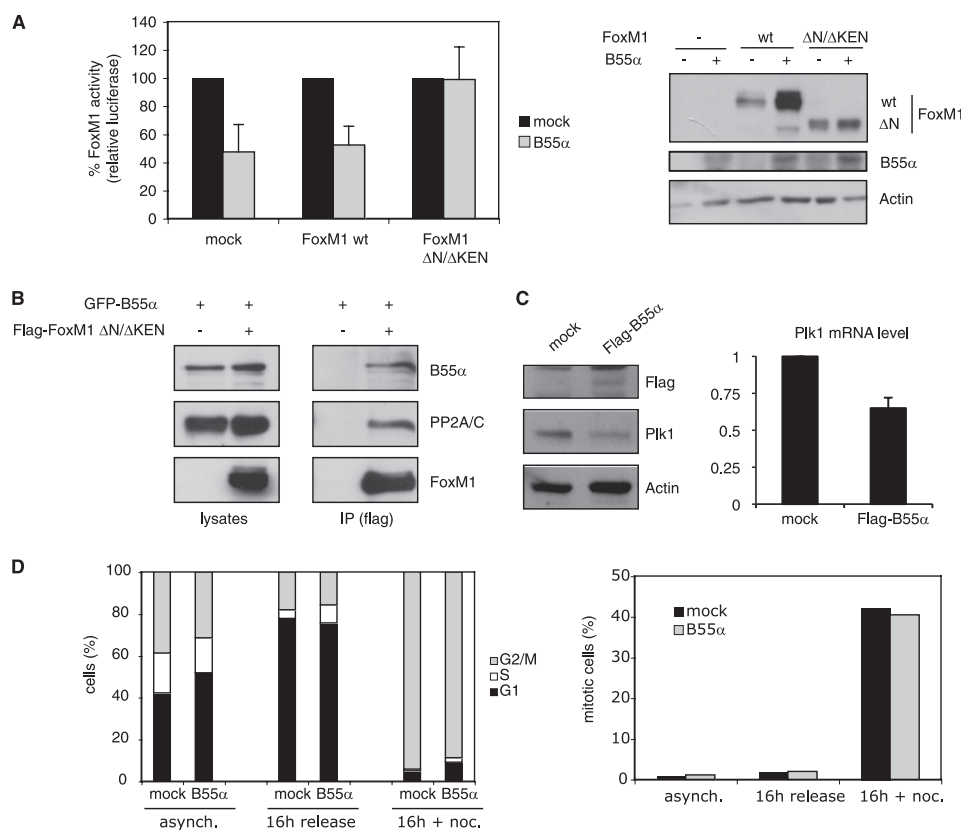 A
% FoxM1 activity
(relative luciferase)
140
120
100
80
60
40
20
0
mock
FoxM1 wt
FoxM1
ΔN/ΔKEN
mock
B55α
FoxM1
-
wt
ΔN/ΔKEN
B55α
- + - + - +
wt
ΔN
FoxM1
B55α
Actin
B
GFP-B55α
+ + + +
Flag-FoxM1 ΔN/ΔKEN
- + - +
B55α
PP2A/C
FoxM1
lysates
IP (flag)
C
mock
Flag-B55α
Flag
Plk1
Actin
Plk1 mRNA level
1
0.75
0.5
0.25
0
mock
Flag-B55α
D
cells (%)
100
80
60
40
20
0
mock B55α
mock B55α
mock B55α
asynch.
16h release
16h + noc.
G2/M
S
G1
mitotic cells (%)
50
40
30
20
10
0
mock
B55α
asynch.
16h release
16h + noc.